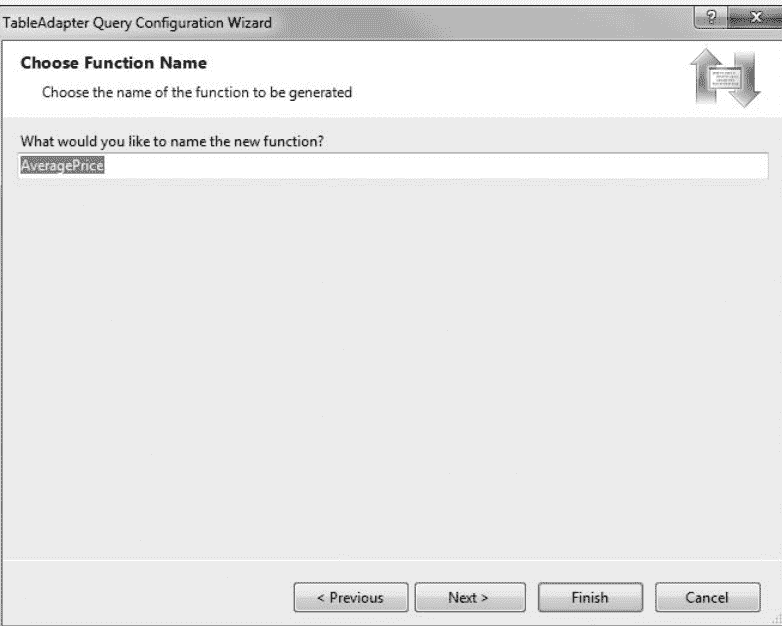 TableAdapter Query Configuration Wizard
Choose Function Name
Choose the name of the function to be generated
What would you like to name the new function?
AveragePrice
< Previous
Next >
Finish
Cancel